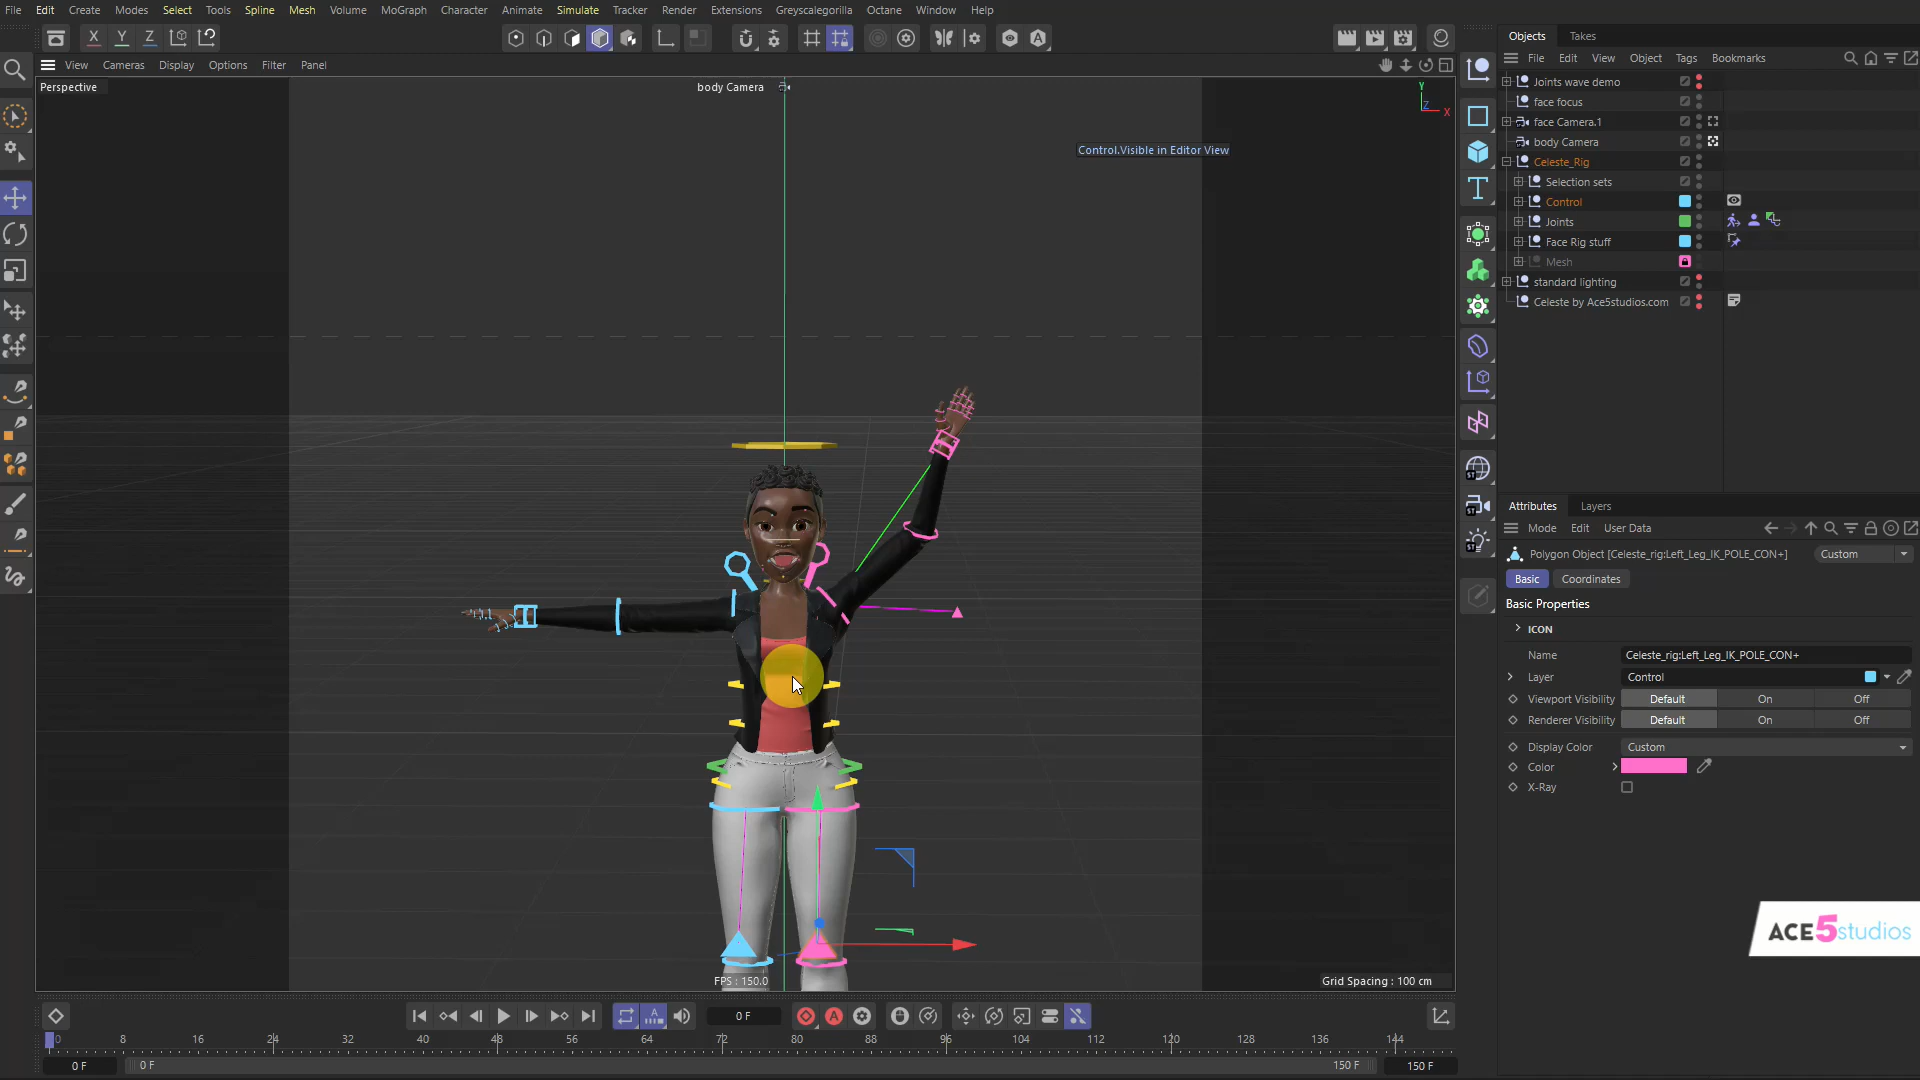 File Edit Create Modes Select Tools Spline Mesh Volume MoGraph Character Animate Simulate Tracker Render Extensions Greyscalegorilla Octane Window Help
X Y Z
View Cameras Display Options Filter Panel
Perspective
body Camera
Y
Z X
Control.Visible in Editor View
FPS : 150.0
Grid Spacing : 100 cm
Objects Takes
File Edit View Object Tags Bookmarks
Joints wave demo
face focus
face Camera.1
body Camera
Celeste_Rig
Selection sets
Control
Joints
Face Rig stuff
Mesh
standard lighting
Celeste by Ace5studios.com
Attributes Layers
Mode Edit User Data
Polygon Object [Celeste_rig:Left_Leg_IK_POLE_CON+] Custom
Basic Coordinates
Basic Properties
ICON
Name Celeste_rig:Left_Leg_IK_POLE_CON+
Layer Control
Viewport Visibility Default On Off
Renderer Visibility Default On Off
Display Color Custom
Color
X-Ray
ACE5studios
0 F
0 8 16 24 32 40 48 56 64 72 80 88 96 104 112 120 128 136 144
0 F 0 F 150 F 150 F